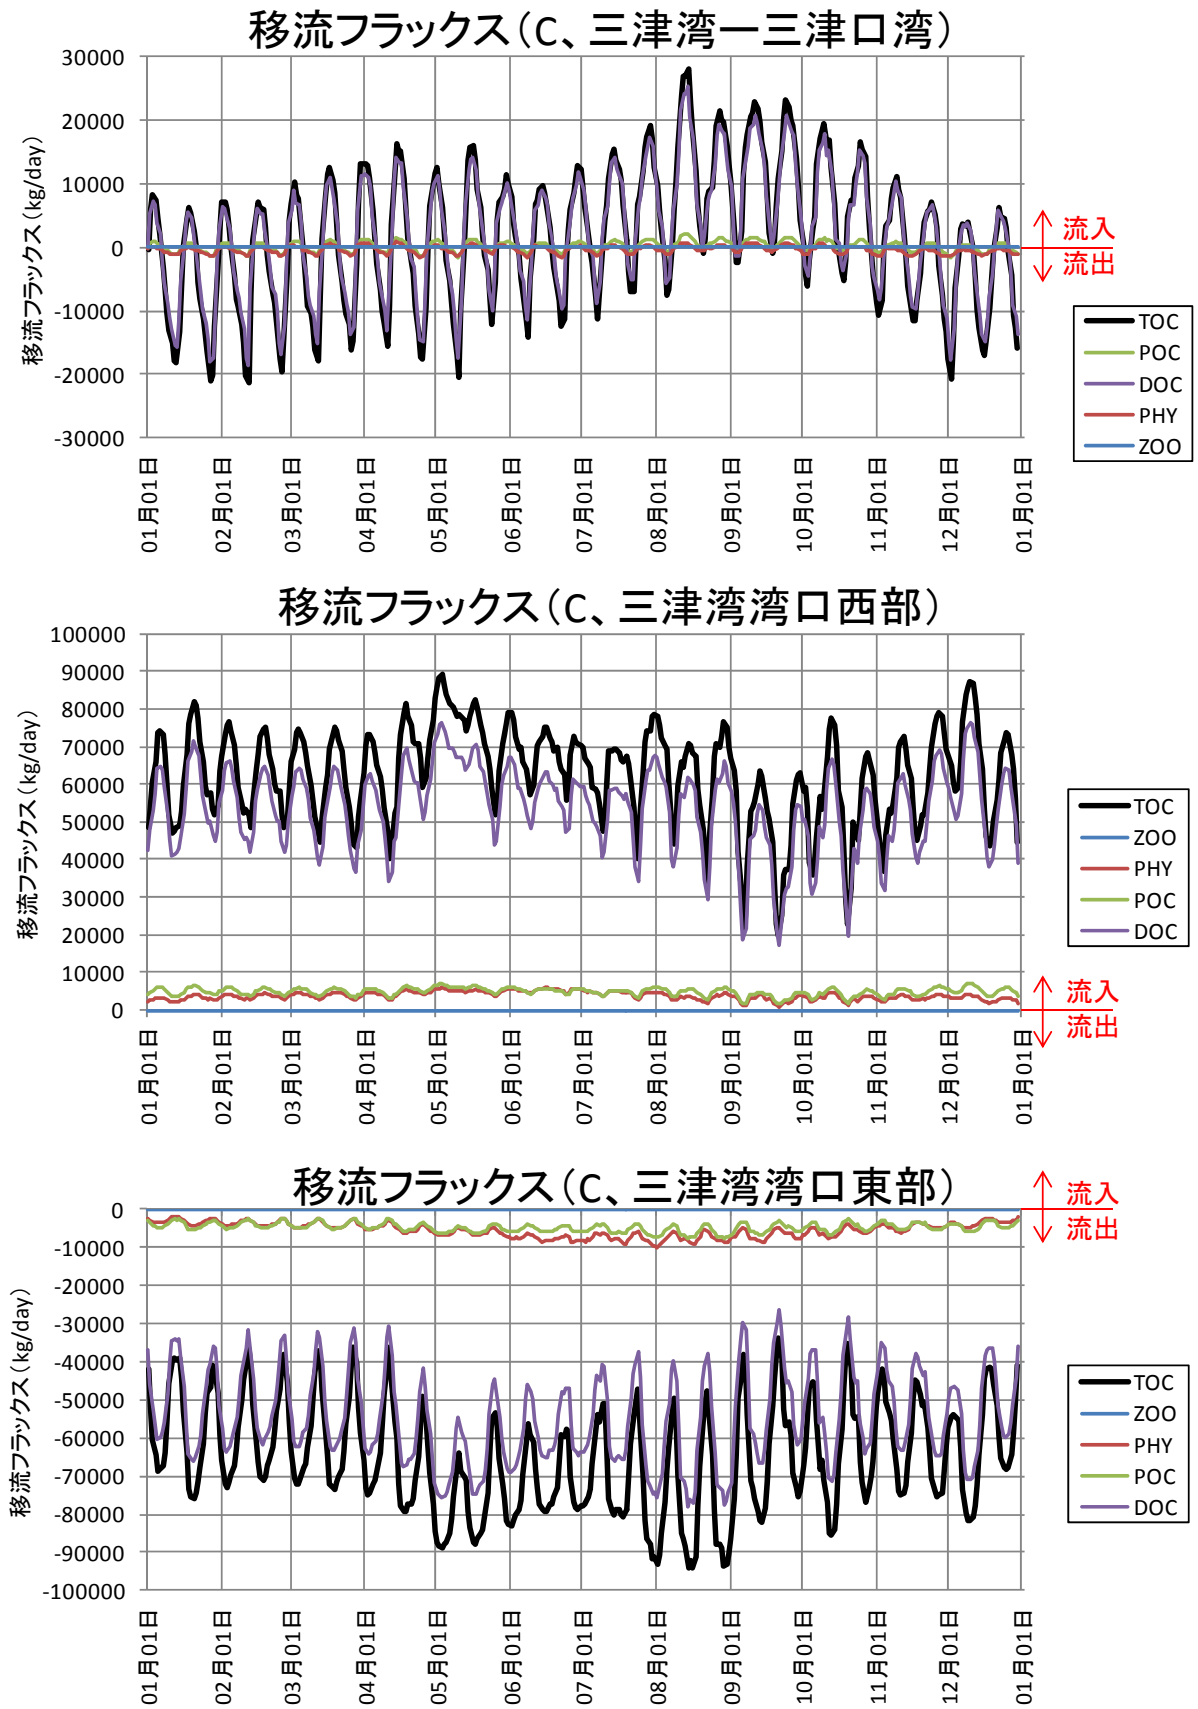 移流フラックス（C、三津湾ー三津口湾）
移流フラックス（kg/day）
30000
20000
10000
0
-10000
-20000
-30000
01月01日
02月01日
03月01日
04月01日
05月01日
06月01日
07月01日
08月01日
09月01日
10月01日
11月01日
12月01日
01月01日
流入
流出
TOC
POC
DOC
PHY
ZOO
移流フラックス（C、三津湾湾口西部）
移流フラックス（kg/day）
100000
90000
80000
70000
60000
50000
40000
30000
20000
10000
0
01月01日
02月01日
03月01日
04月01日
05月01日
06月01日
07月01日
08月01日
09月01日
10月01日
11月01日
12月01日
01月01日
TOC
ZOO
PHY
POC
DOC
流入
流出
移流フラックス（C、三津湾湾口東部）
移流フラックス（kg/day）
0
-10000
-20000
-30000
-40000
-50000
-60000
-70000
-80000
-90000
-100000
01月01日
02月01日
03月01日
04月01日
05月01日
06月01日
07月01日
08月01日
09月01日
10月01日
11月01日
12月01日
01月01日
流入
流出
TOC
ZOO
PHY
POC
DOC